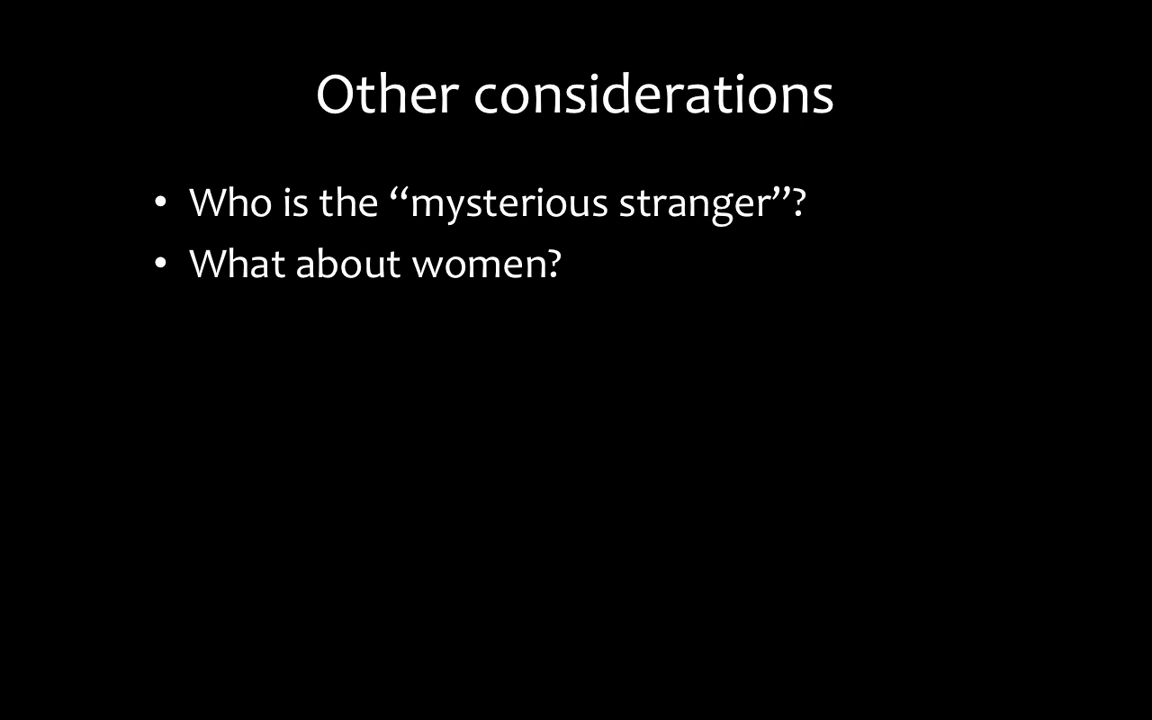 Other considerations
• Who is the “mysterious stranger”?
• What about women?